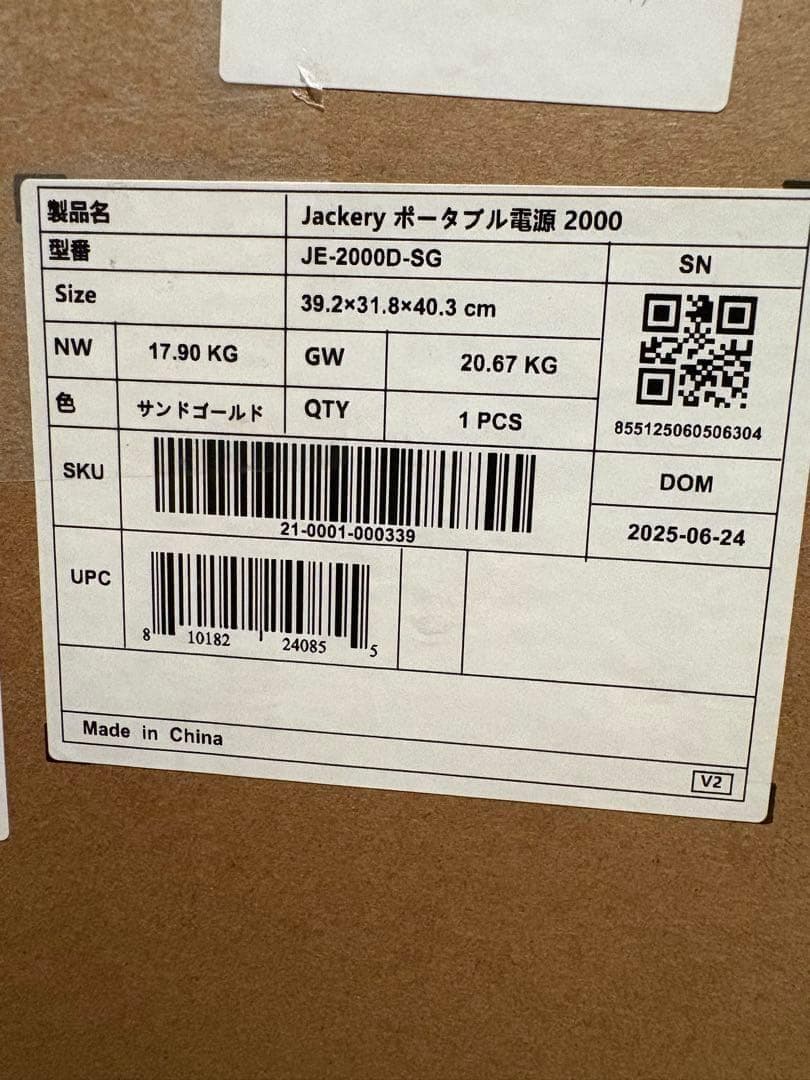 製品名 Jackery ポータブル電源 2000
型番 JE-2000D-SG SN
Size 39.2×31.8×40.3 cm
NW 17.90 KG GW 20.67 KG
色 サンドゴールド QTY 1 PCS
855125060506304
SKU 21-0001-000339
DOM
2025-06-24
UPC 8 10182 24085 5
Made in China
V2